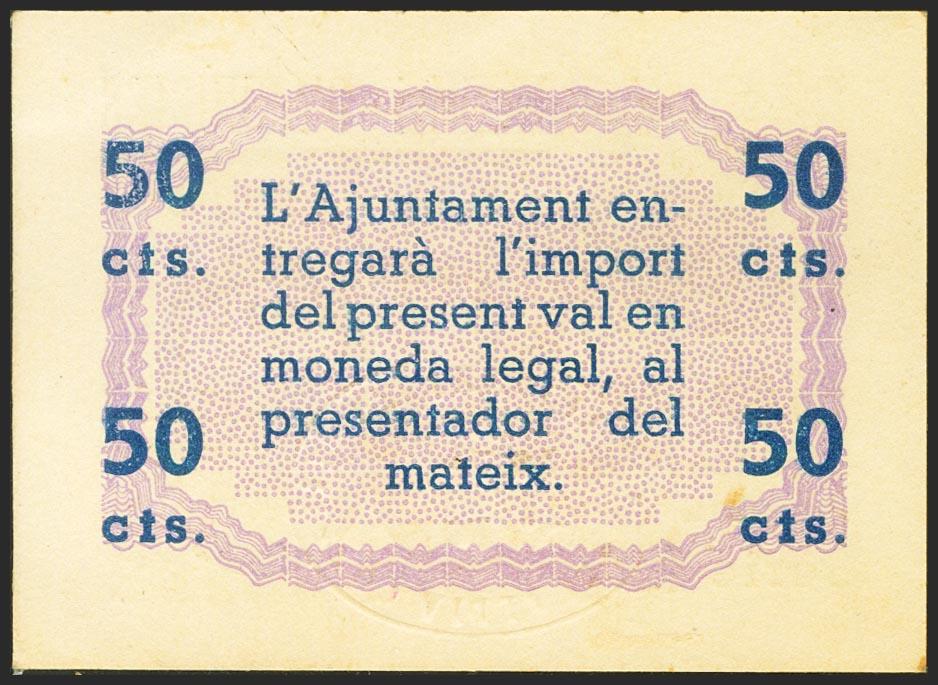 50 cts.
50 cts.
L'Ajuntament en-
tregarà l'import
del present val en
moneda legal, al
presentador del
mateix.
50 cts.
50 cts.